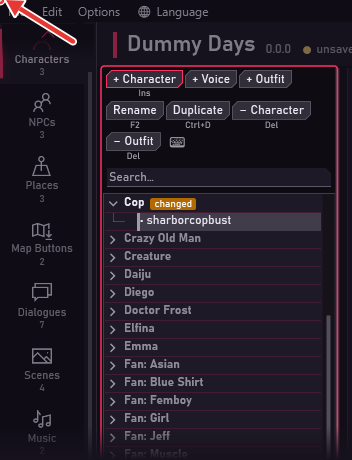 Edit Options Language
Dummy Days 0.0.0
Characters
3
NPCs
3
Places
3
Map Buttons
2
Dialogues
7
Scenes
4
Music
+ Character + Voice + Outfit
Ins
Rename Duplicate − Character
F2 Ctrl+D Del
− Outfit
Del
Search...
Cop changed
sharborcopbust
Crazy Old Man
Creature
Daiju
Diego
Doctor Frost
Elfina
Emma
Fan: Asian
Fan: Blue Shirt
Fan: Femboy
Fan: Girl
Fan: Jeff
Fan: Muscle